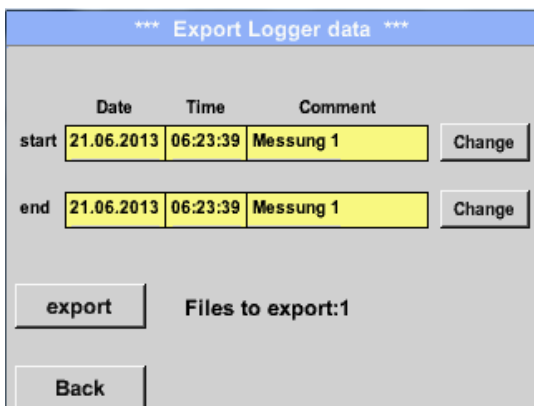 *** Export Logger data ***
Date Time Comment
start 21.06.2013 06:23:39 Messung 1 Change
end 21.06.2013 06:23:39 Messung 1 Change
export Files to export:1
Back